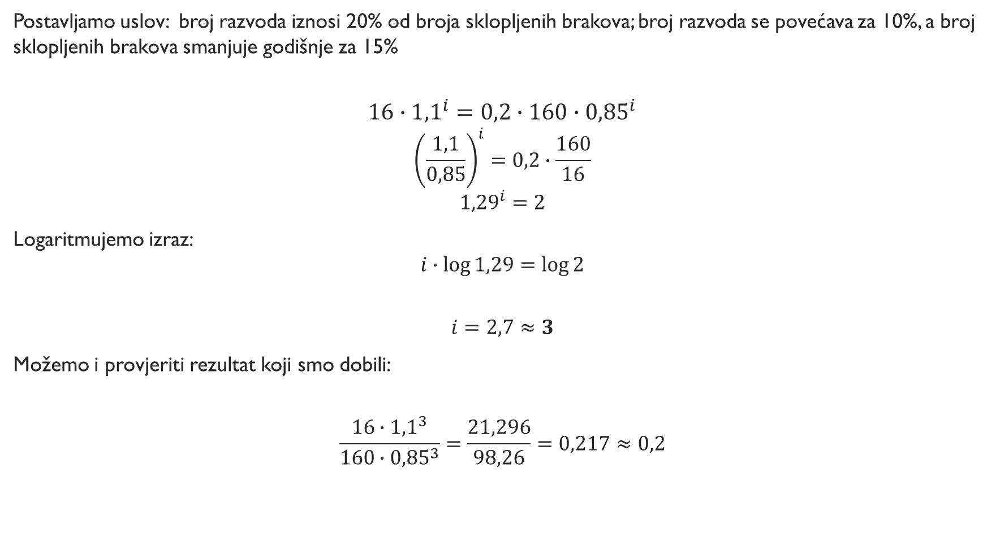 Postavljamo uslov:  broj razvoda iznosi 20% od broja sklopljenih brakova; broj razvoda se povećava za 10%, a broj
sklopljenih brakova smanjuje godišnje za 15%
16 · 1,1^i = 0,2 · 160 · 0,85^i
(1,1/0,85)^i = 0,2 · 160/16
1,29^i = 2
Logaritmujemo izraz:
i · log 1,29 = log 2
i = 2,7 ≈ 3
Možemo i provjeriti rezultat koji smo dobili:
(16 · 1,1^3)/(160 · 0,85^3) = 21,296/98,26 = 0,217 ≈ 0,2